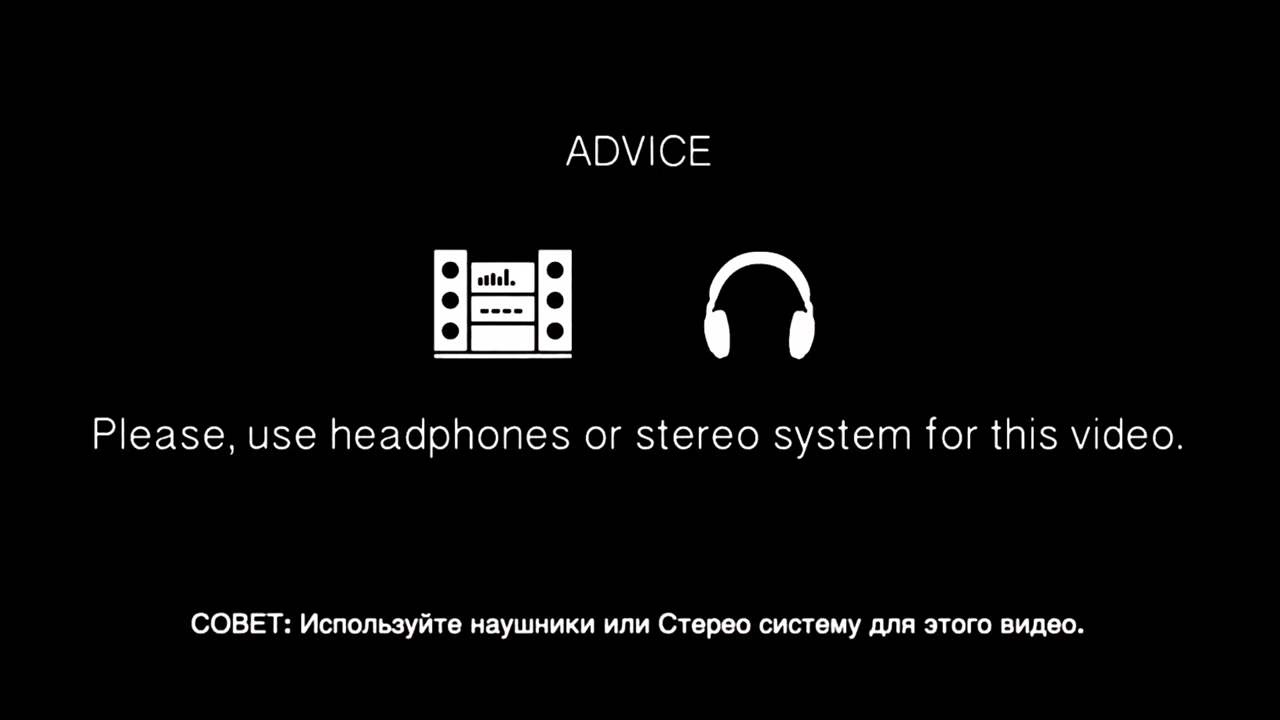 ADVICE
Please, use headphones or stereo system for this video.
СОВЕТ: Используйте наушники или Стерео систему для этого видео.